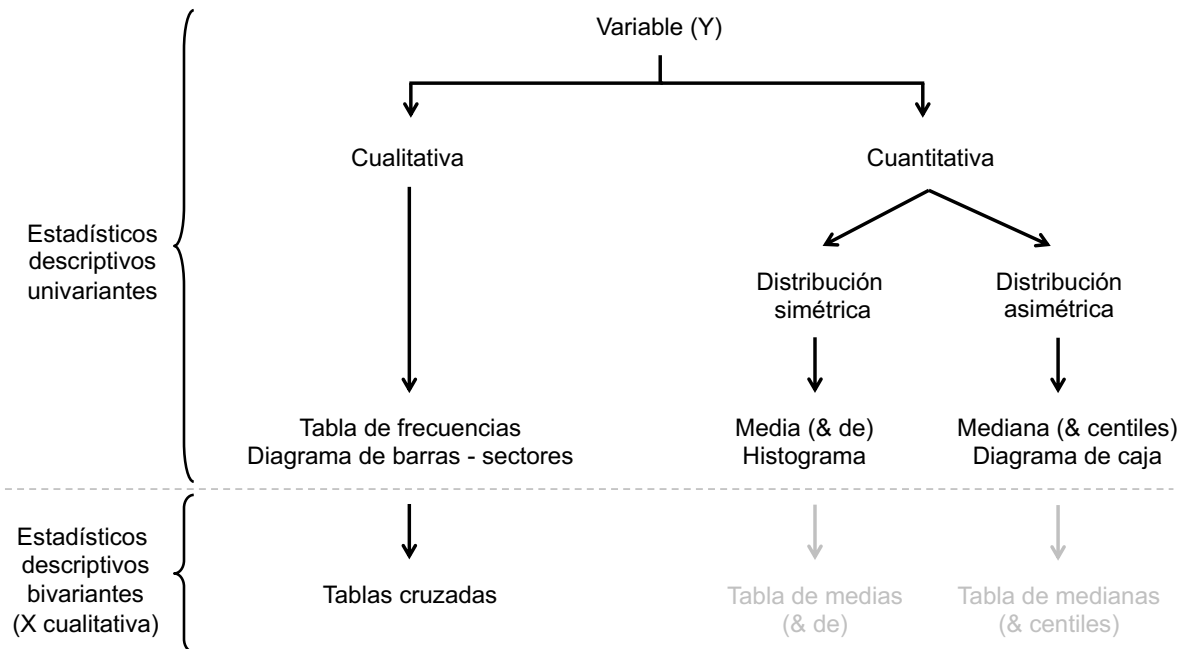 Variable (Y)
Cualitativa
Cuantitativa
Estadísticos
descriptivos
univariantes
Distribución
simétrica
Distribución
asimétrica
Tabla de frecuencias
Diagrama de barras - sectores
Media (& de)
Histograma
Mediana (& centiles)
Diagrama de caja
Estadísticos
descriptivos
bivariantes
(X cualitativa)
Tablas cruzadas
Tabla de medias
(& de)
Tabla de medianas
(& centiles)